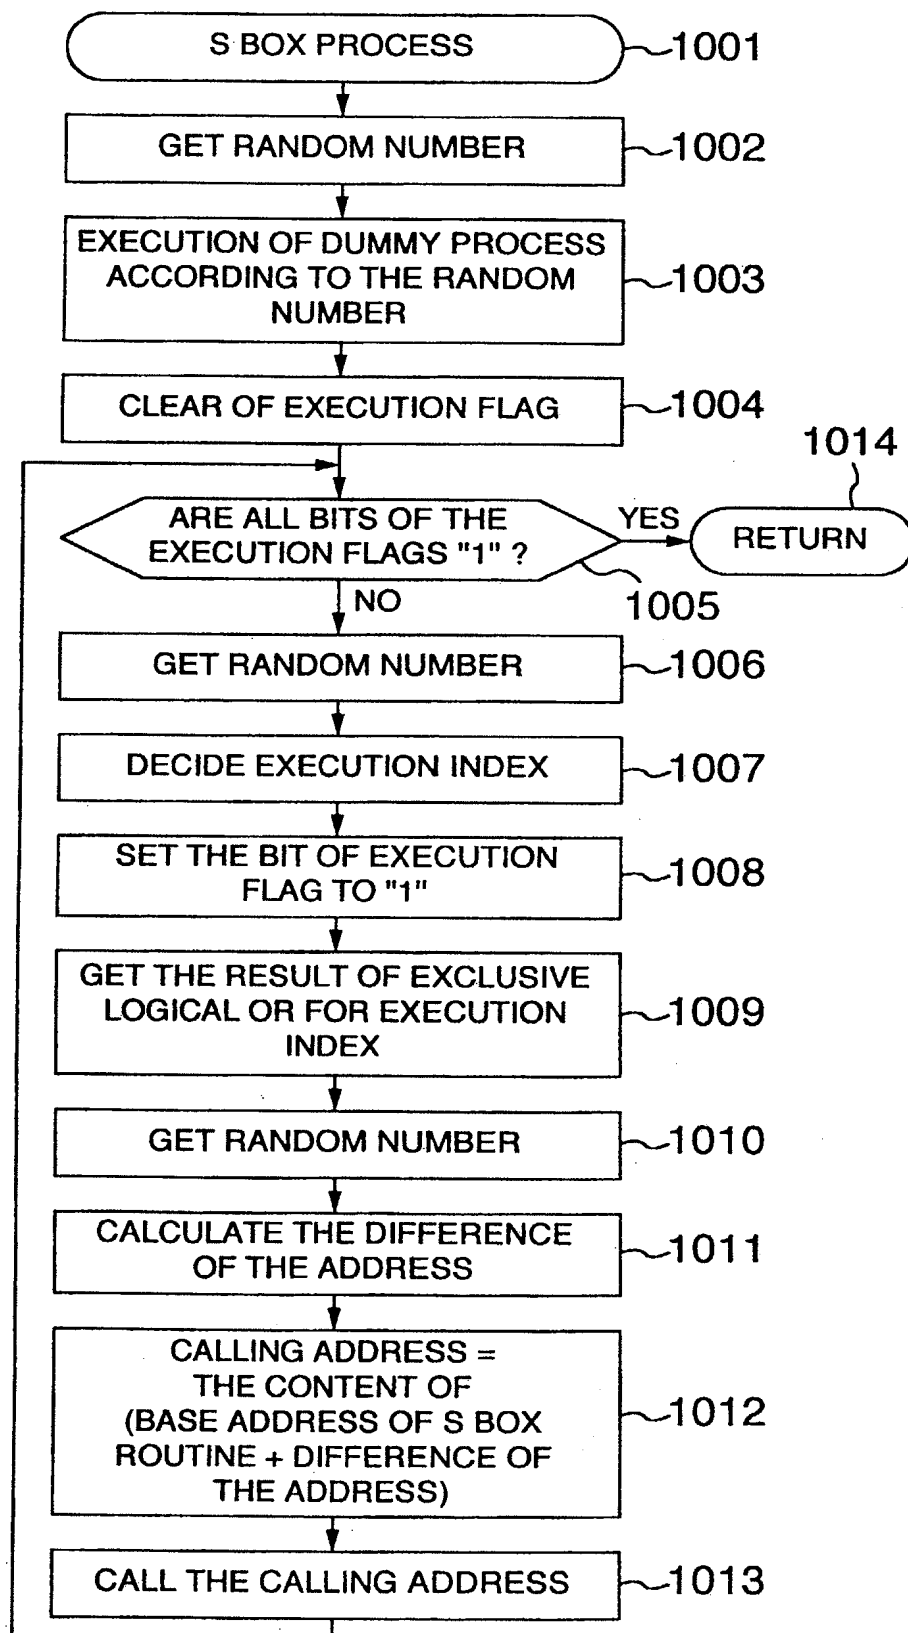 S BOX PROCESS
1001
GET RANDOM NUMBER
1002
EXECUTION OF DUMMY PROCESS
ACCORDING TO THE RANDOM
NUMBER
1003
CLEAR OF EXECUTION FLAG
1004
ARE ALL BITS OF THE
EXECUTION FLAGS "1" ?
1005
YES
RETURN
1014
NO
GET RANDOM NUMBER
1006
DECIDE EXECUTION INDEX
1007
SET THE BIT OF EXECUTION
FLAG TO "1"
1008
GET THE RESULT OF EXCLUSIVE
LOGICAL OR FOR EXECUTION
INDEX
1009
GET RANDOM NUMBER
1010
CALCULATE THE DIFFERENCE
OF THE ADDRESS
1011
CALLING ADDRESS =
THE CONTENT OF
(BASE ADDRESS OF S BOX
ROUTINE + DIFFERENCE OF
THE ADDRESS)
1012
CALL THE CALLING ADDRESS
1013